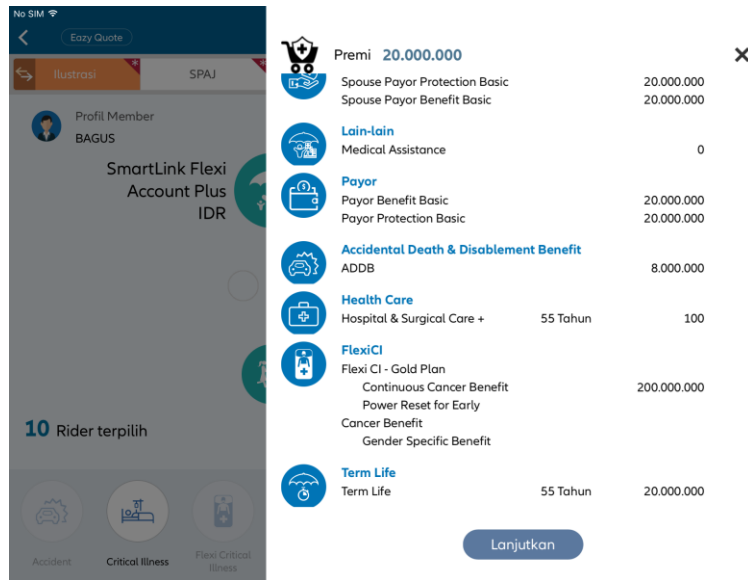 No SIM
Eazy Quote
Ilustrasi
SPAJ
Profil Member
BAGUS
SmartLink Flexi
Account Plus
IDR
10 Rider terpilih
Accident
Critical Illness
Flexi Critical
Illness
Premi 20.000.000
Spouse Payor Protection Basic 20.000.000
Spouse Payor Benefit Basic 20.000.000
Lain-lain
Medical Assistance 0
Payor
Payor Benefit Basic 20.000.000
Payor Protection Basic 20.000.000
Accidental Death & Disablement Benefit
ADDB 8.000.000
Health Care
Hospital & Surgical Care + 55 Tahun 100
FlexiCI
Flexi CI - Gold Plan
Continuous Cancer Benefit 200.000.000
Power Reset for Early
Cancer Benefit
Gender Specific Benefit
Term Life
Term Life 55 Tahun 20.000.000
Lanjutkan